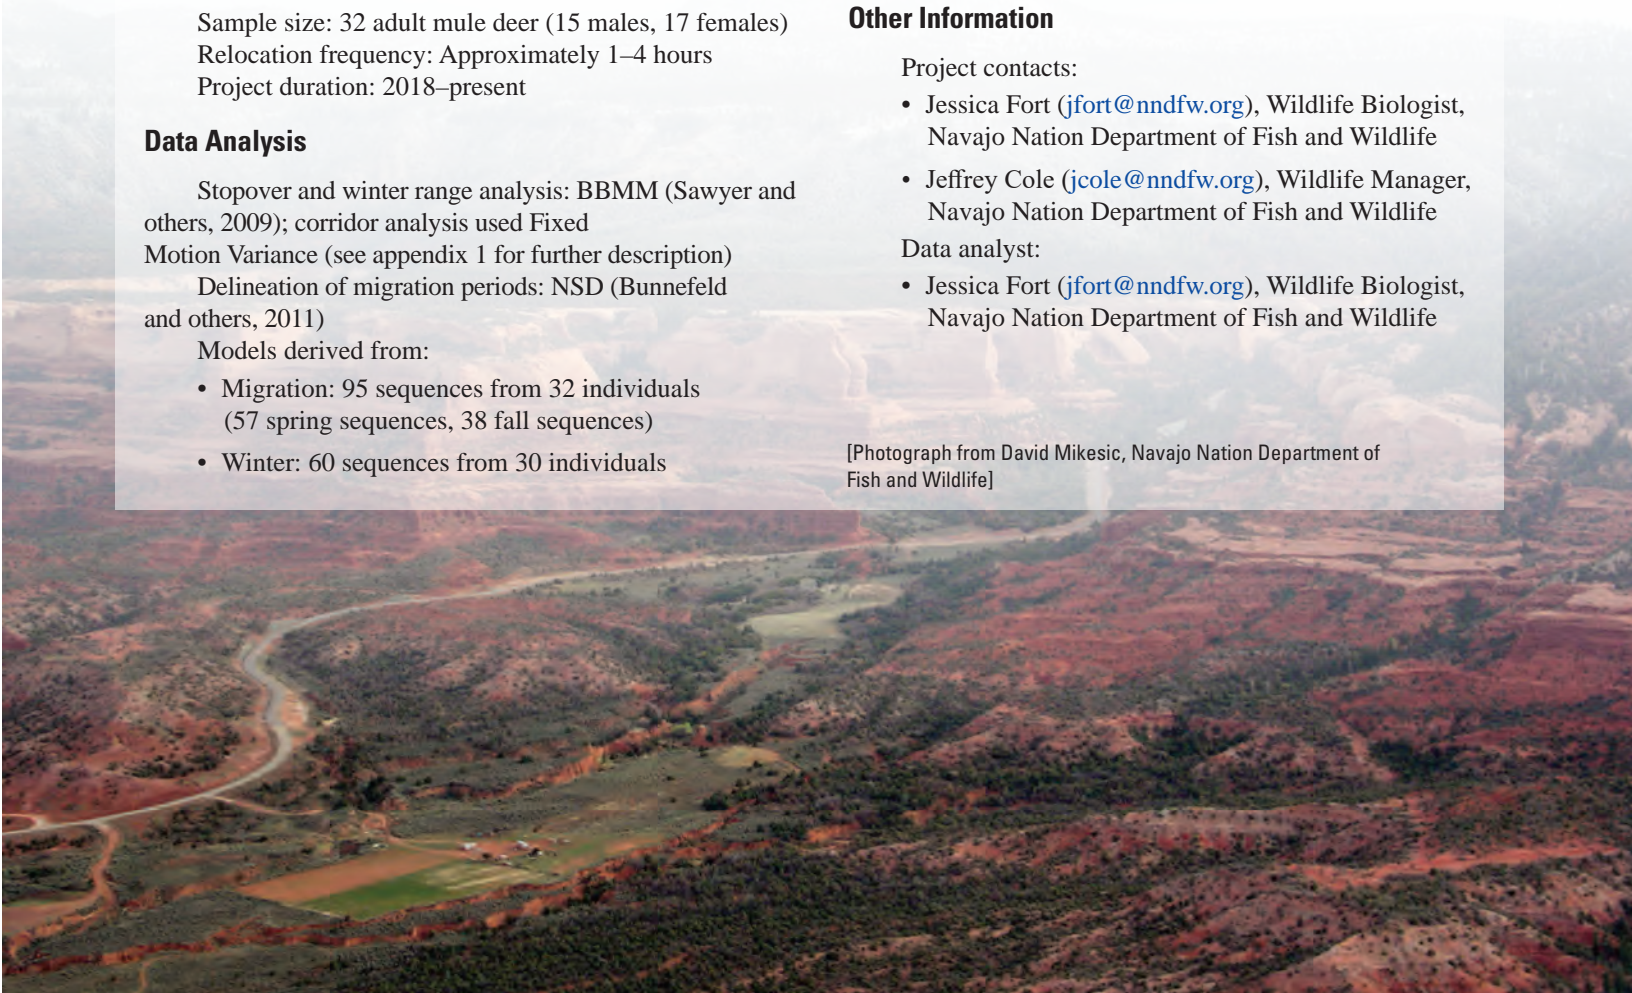 Sample size: 32 adult mule deer (15 males, 17 females)
Relocation frequency: Approximately 1–4 hours
Project duration: 2018–present
Data Analysis
Stopover and winter range analysis: BBMM (Sawyer and
others, 2009); corridor analysis used Fixed
Motion Variance (see appendix 1 for further description)
Delineation of migration periods: NSD (Bunnefeld
and others, 2011)
Models derived from:
• Migration: 95 sequences from 32 individuals
(57 spring sequences, 38 fall sequences)
• Winter: 60 sequences from 30 individuals
Other Information
Project contacts:
• Jessica Fort (jfort@nndfw.org), Wildlife Biologist,
Navajo Nation Department of Fish and Wildlife
• Jeffrey Cole (jcole@nndfw.org), Wildlife Manager,
Navajo Nation Department of Fish and Wildlife
Data analyst:
• Jessica Fort (jfort@nndfw.org), Wildlife Biologist,
Navajo Nation Department of Fish and Wildlife
[Photograph from David Mikesic, Navajo Nation Department of
Fish and Wildlife]